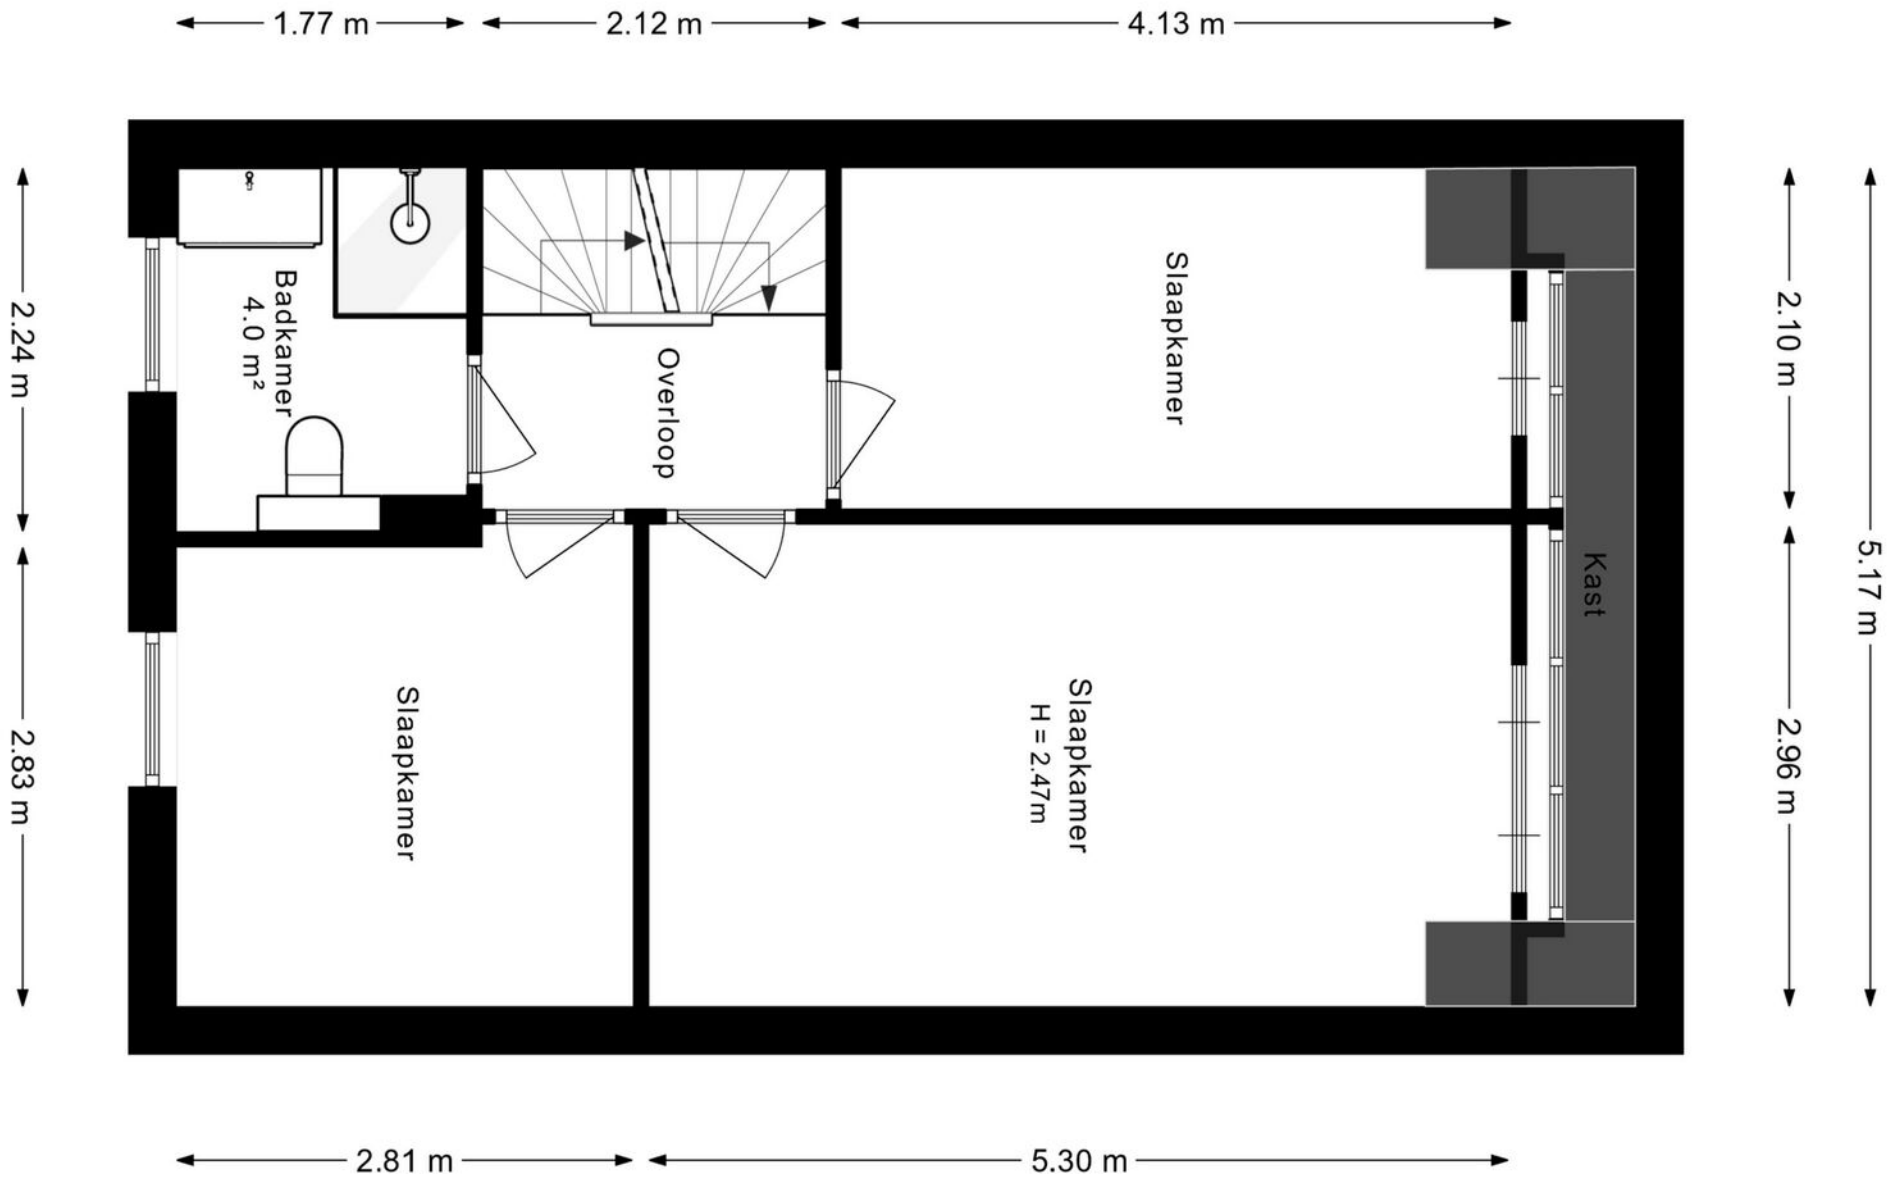 1.77 m
2.12 m
4.13 m
2.24 m
2.83 m
Badkamer
4.0 m²
Overloop
Slaapkamer
Slaapkamer
Slaapkamer
H = 2.47m
Kast
2.10 m
2.96 m
5.17 m
2.81 m
5.30 m